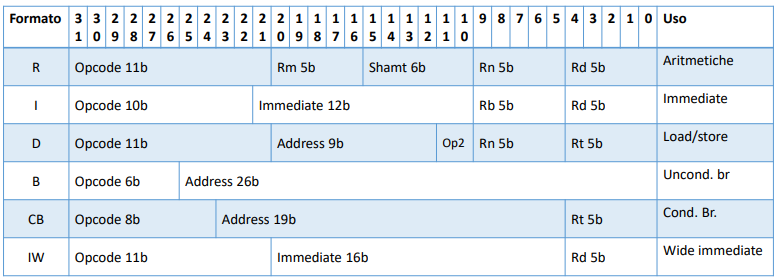 Formato 31 30 29 28 27 26 25 24 23 22 21 20 19 18 17 16 15 14 13 12 11 10 9 8 7 6 5 4 3 2 1 0 Uso
R Opcode 11b Rm 5b Shamt 6b Rn 5b Rd 5b Aritmetiche
I Opcode 10b Immediate 12b Rb 5b Rd 5b Immediate
D Opcode 11b Address 9b Op2 Rn 5b Rt 5b Load/store
B Opcode 6b Address 26b Uncond. br
CB Opcode 8b Address 19b Rt 5b Cond. Br.
IW Opcode 11b Immediate 16b Rd 5b Wide immediate